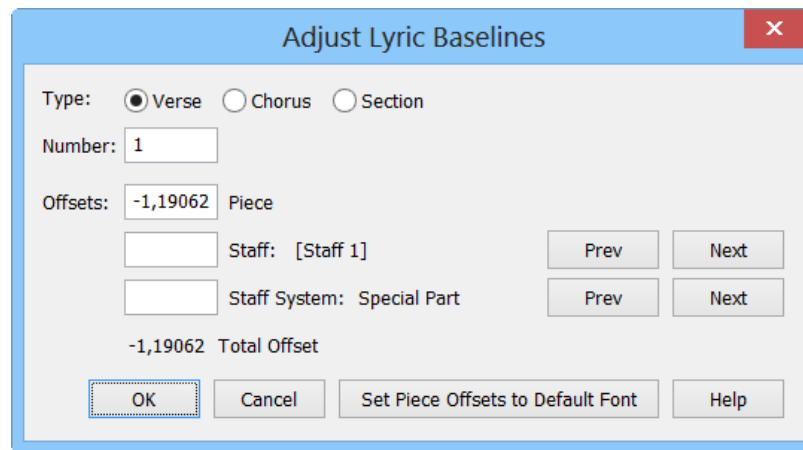 Adjust Lyric Baselines
Type: Verse Chorus Section
Number: 1
Offsets: -1,19062 Piece
Staff: [Staff 1] Prev Next
Staff System: Special Part Prev Next
-1,19062 Total Offset
OK Cancel Set Piece Offsets to Default Font Help